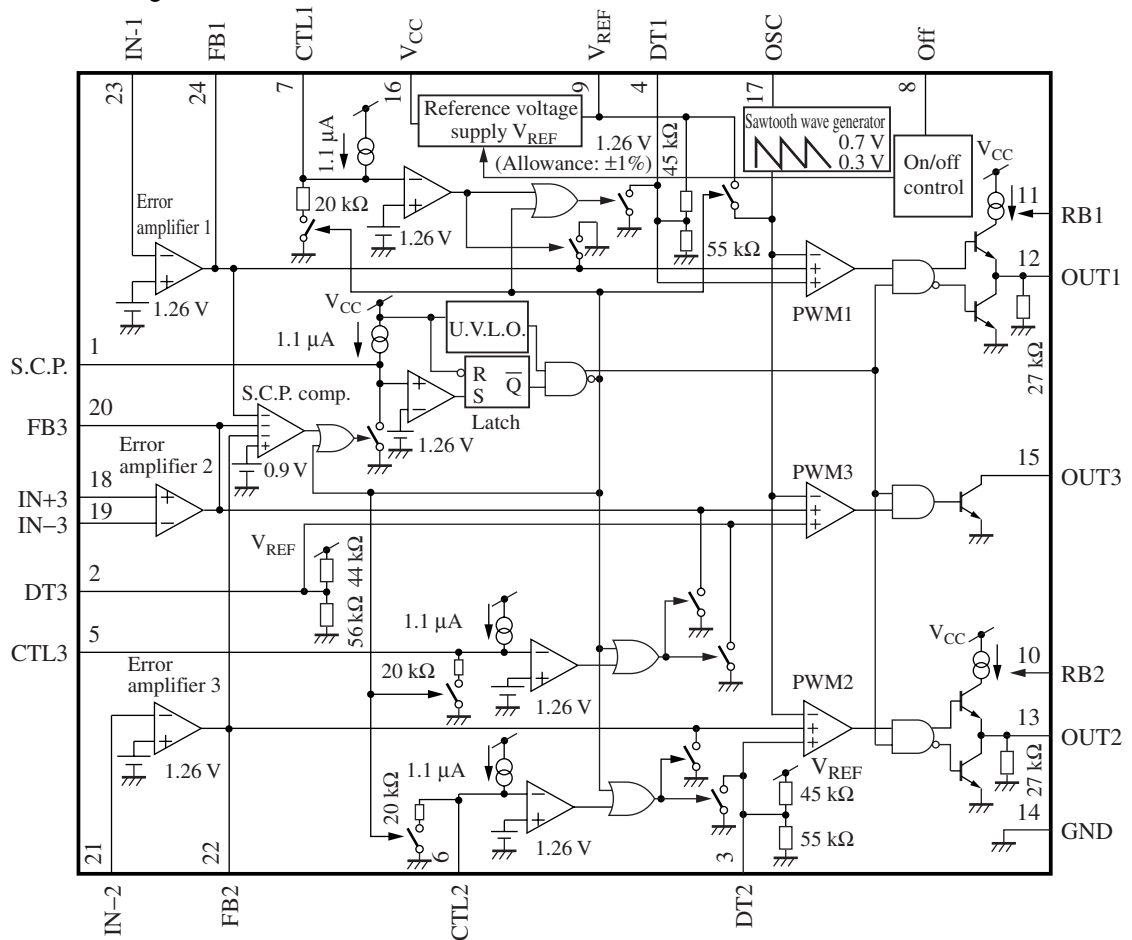 IN-1
FB1
CTL1
VCC
VREF
DT1
OSC
Off
23
24
7
16
9
4
17
8
Reference voltage
supply VREF
1.26 V
(Allowance: ±1%)
Sawtooth wave generator
0.7 V
0.3 V
On/off
control
1.1 µA
20 kΩ
1.26 V
45 kΩ
55 kΩ
VCC
11
RB1
12
OUT1
27 kΩ
Error
amplifier 1
1.26 V
PWM1
VCC
1.1 µA
U.V.L.O.
R
S
Q
Latch
1.26 V
1
S.C.P.
S.C.P. comp.
20
FB3
0.9 V
Error
amplifier 2
18
IN+3
IN−3
19
PWM3
15
OUT3
VREF
44 kΩ
56 kΩ
2
DT3
5
CTL3
1.1 µA
20 kΩ
1.26 V
Error
amplifier 3
1.26 V
PWM2
VCC
10
RB2
13
OUT2
27 kΩ
1.1 µA
20 kΩ
1.26 V
VREF
45 kΩ
55 kΩ
14
GND
21
22
6
3
IN−2
FB2
CTL2
DT2